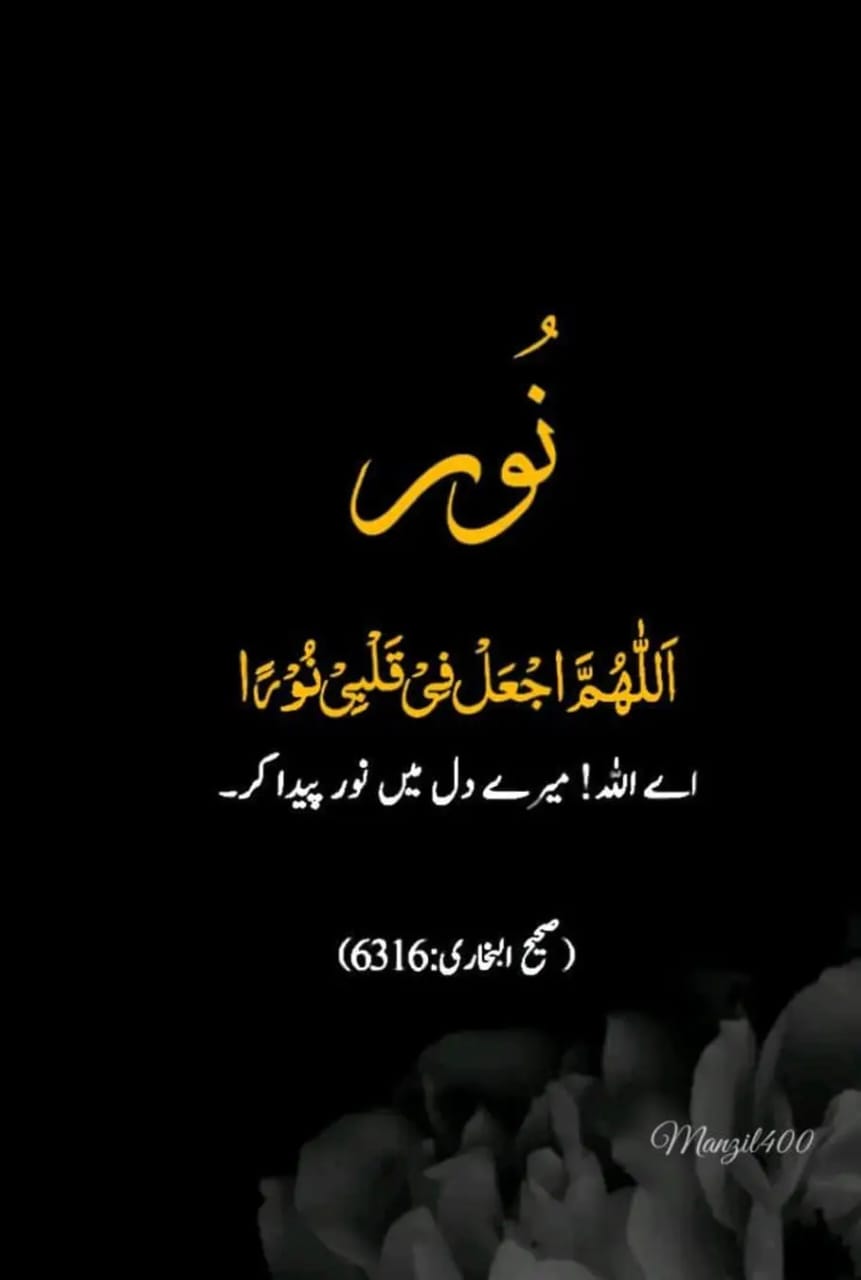 نُور
اَللّٰهُمَّ اجْعَلْ فِيْ قَلْبِيْ نُوْرًا
اے اللہ! میرے دل میں نور پیدا کر۔
(صحیح البخاری:6316)
Manzil400